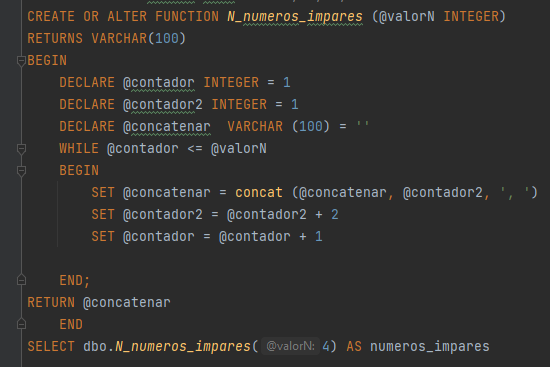 CREATE OR ALTER FUNCTION N_numeros_impares (@valorN INTEGER)
RETURNS VARCHAR(100)
BEGIN
    DECLARE @contador INTEGER = 1
    DECLARE @contador2 INTEGER = 1
    DECLARE @concatenar  VARCHAR (100) = ''
    WHILE @contador <= @valorN
    BEGIN
        SET @concatenar = concat (@concatenar, @contador2, ', ')
        SET @contador2 = @contador2 + 2
        SET @contador = @contador + 1
    END;
RETURN @concatenar
    END
SELECT dbo.N_numeros_impares( @valorN: 4) AS numeros_impares